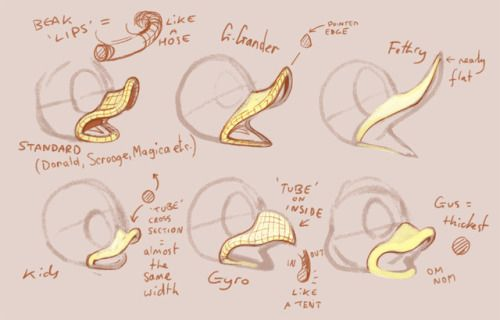 BEAK
'LIPS' =
LIKE
A
HOSE
G.Gander
POINTED
EDGE
Fethry
← nearly
flat
STANDARD
(Donald, Scrooge, Magica etc.)
Kids
'TUBE'
CROSS
SECTION
=
almost
the
same
width
Gyro
'TUBE'
ON
INSIDE
IN
OUT
LIKE
A TENT
Gus =
thickest
OM
NOM